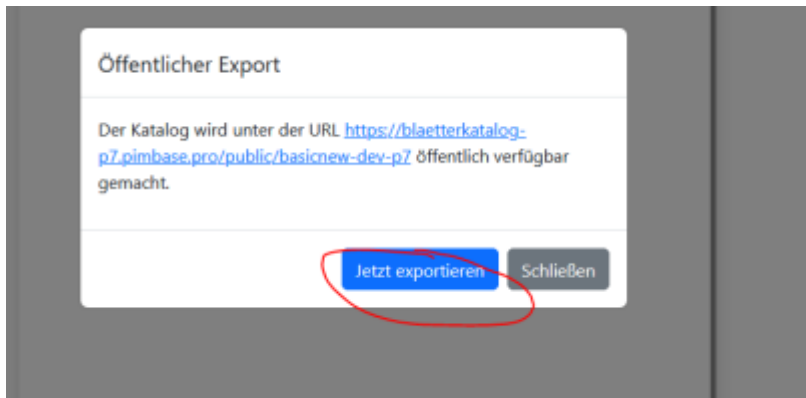 Öffentlicher Export
Der Katalog wird unter der URL https://blaetterkatalog-
p7.pimbase.pro/public/basicnew-dev-p7 öffentlich verfügbar
gemacht.
Jetzt exportieren Schließen